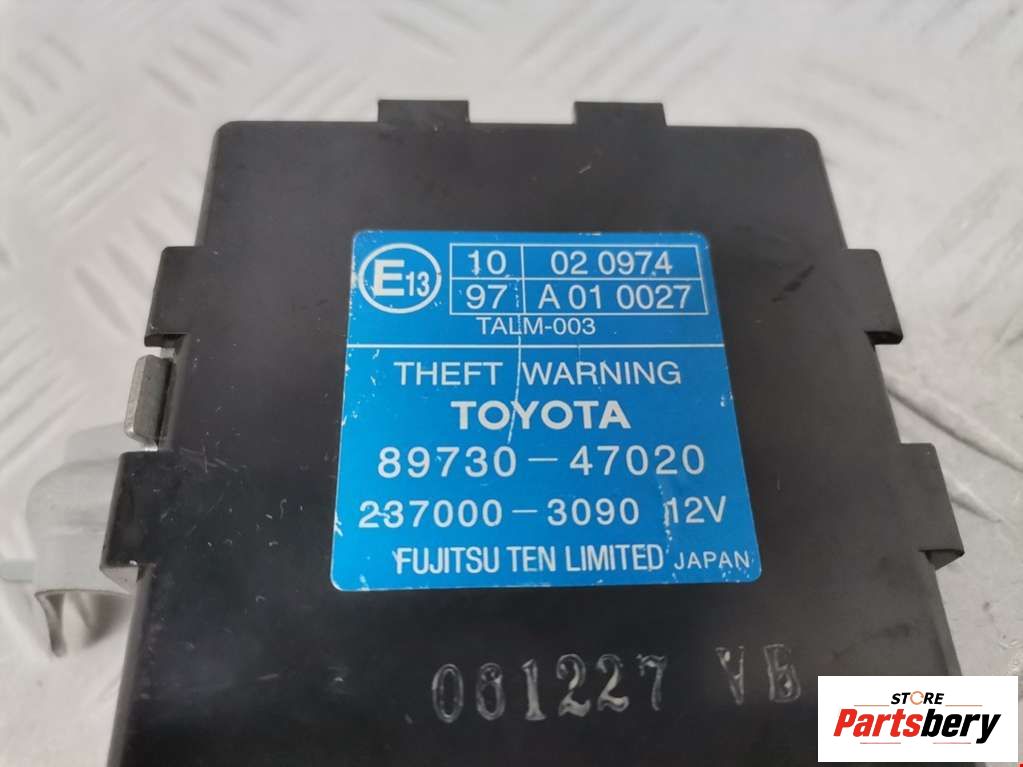 E13
10 02 0974
97 A 01 0027
TALM-003
THEFT WARNING
TOYOTA
89730-47020
237000-3090 12V
FUJITSU TEN LIMITED JAPAN
061227 VB
STORE
Partsbery